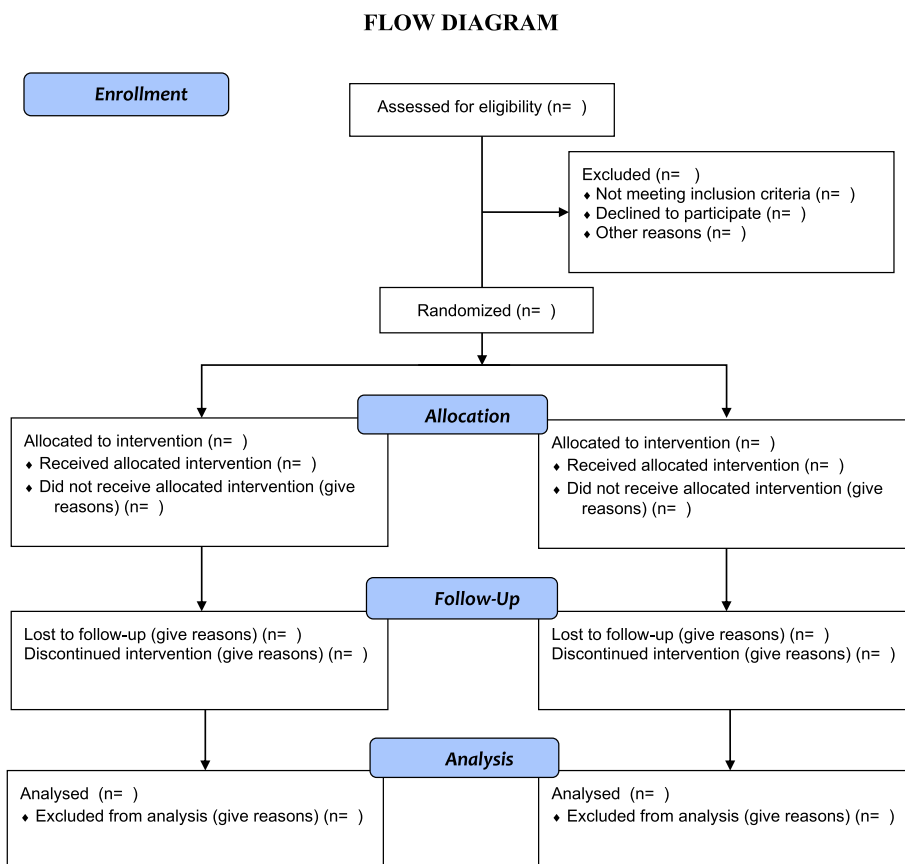 FLOW DIAGRAM
Enrollment
Assessed for eligibility (n=  )
Excluded (n=  )
♦ Not meeting inclusion criteria (n=  )
♦ Declined to participate (n=  )
♦ Other reasons (n=  )
Randomized (n=  )
Allocation
Allocated to intervention (n=  )
♦ Received allocated intervention (n=  )
♦ Did not receive allocated intervention (give
reasons) (n=  )
Allocated to intervention (n=  )
♦ Received allocated intervention (n=  )
♦ Did not receive allocated intervention (give
reasons) (n=  )
Follow-Up
Lost to follow-up (give reasons) (n=  )
Discontinued intervention (give reasons) (n=  )
Lost to follow-up (give reasons) (n=  )
Discontinued intervention (give reasons) (n=  )
Analysis
Analysed  (n=  )
♦ Excluded from analysis (give reasons) (n=  )
Analysed  (n=  )
♦ Excluded from analysis (give reasons) (n=  )